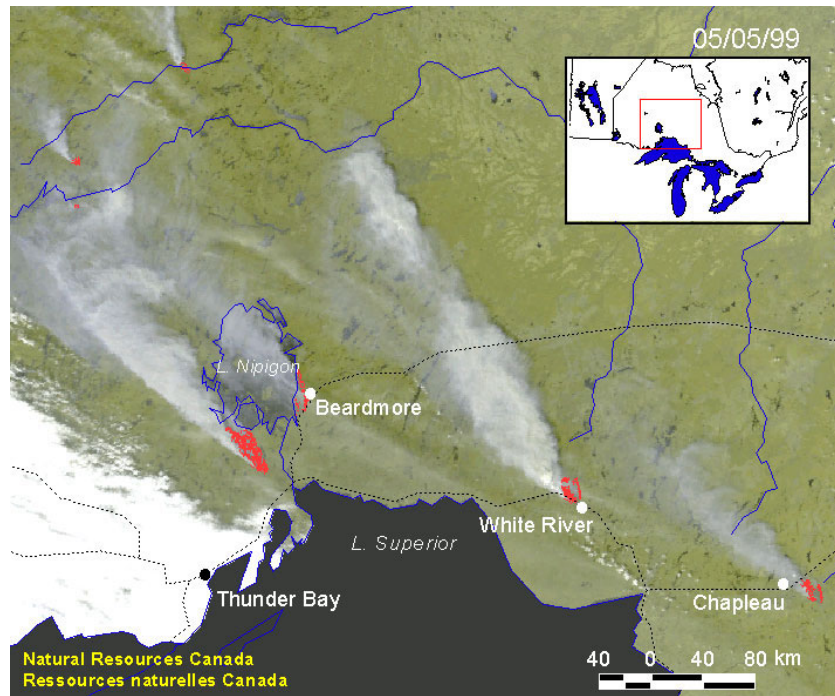 05/05/99
L. Nipigon
Beardmore
White River
L. Superior
Chapleau
Thunder Bay
Natural Resources Canada
Ressources naturelles Canada
40 0 40 80 km